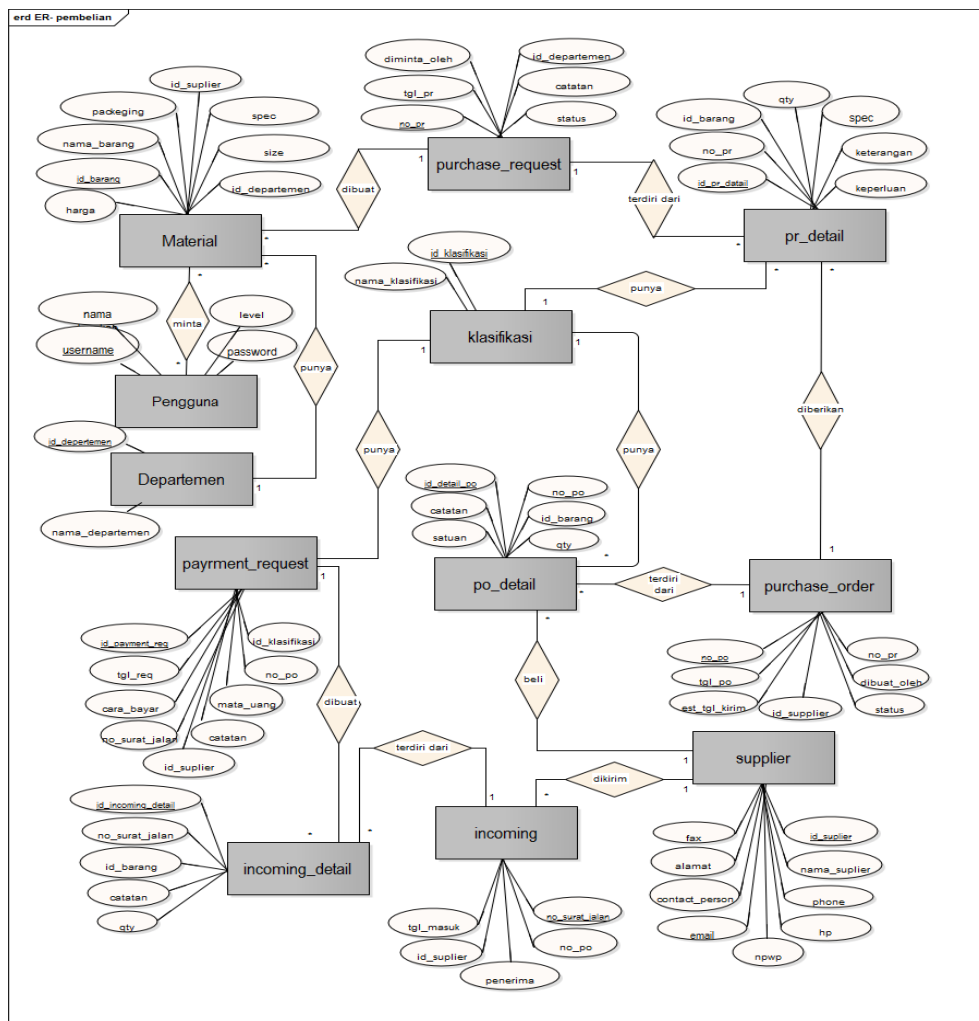 erd ER- pembelian
id_suplier
packeging
spec
nama_barang
size
id_barang
id_departemen
harga
Material
dibuat
1
*
diminta_oleh
id_departemen
tgl_pr
catatan
no_pr
status
purchase_request
1
terdiri dari
*
qty
id_barang
spec
no_pr
keterangan
id_pr_datail
keperluan
pr_detail
*
*
id_klasifikasi
nama_klasifikasi
klasifikasi
1
punya
1
1
*
*
minta
*
punya
1
nama
level
username
password
Pengguna
id_depertemen
Departemen
nama_departemen
punya
punya
diberikan
1
id_detail_po
no_po
catatan
id_barang
satuan
qty
po_detail
*
*
*
terdiri
dari
1
purchase_order
no_po
no_pr
tgl_po
dibuat_oleh
est_tgl_kirim
status
id_supplier
payrment_request
1
id_payment_req
id_klasifikasi
tgl_req
no_po
cara_bayar
mata_uang
no_surat_jalan
catatan
id_suplier
dibuat
*
beli
1
supplier
1
dikirim
*
terdiri dari
1
*
id_incoming_detail
no_surat_jalan
id_barang
catatan
qty
incoming_detail
incoming
tgl_masuk
no_surat_jalan
id_suplier
no_po
penerima
fax
id_suplier
alamat
nama_suplier
contact_person
phone
email
hp
npwp